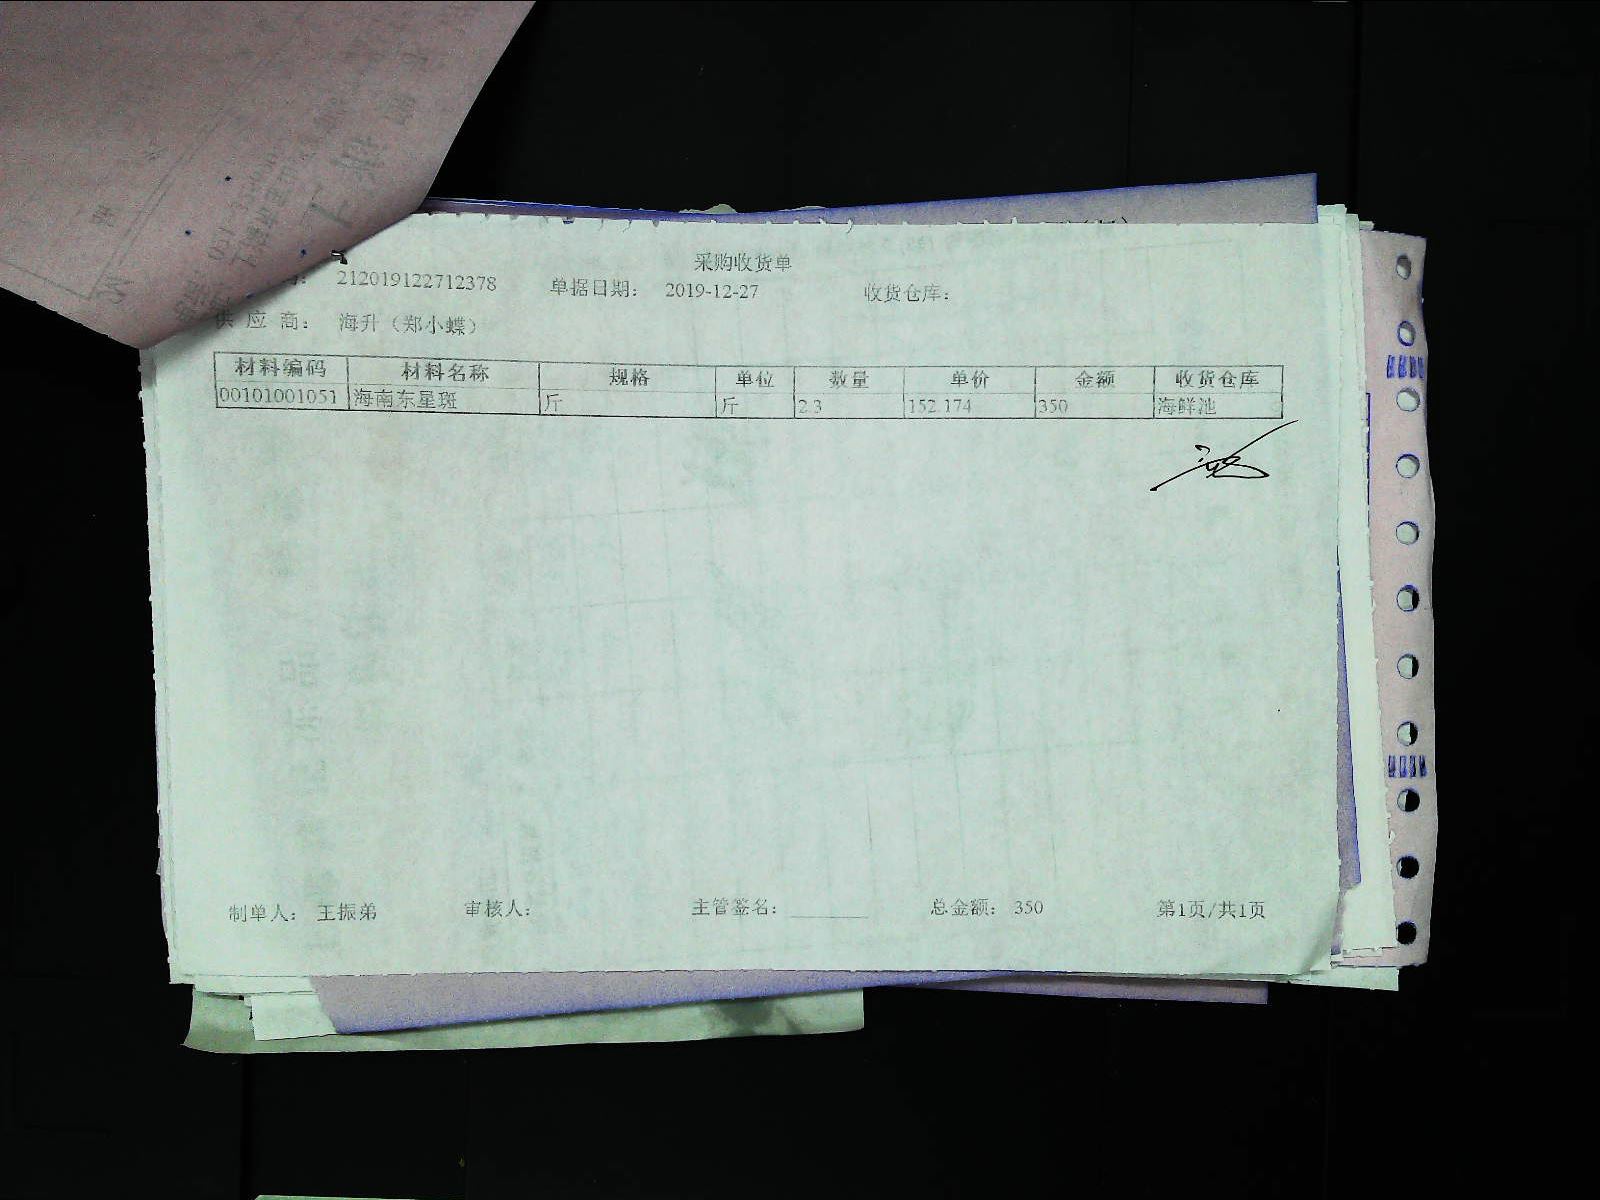 采购收货单
212019122712378 单据日期: 2019-12-27 收货仓库:
供应商: 海升(郑小蝶)
材料编码 材料名称 规格 单位 数量 单价 金额 收货仓库
00101001051 海南东星斑 斤 斤 2.3 152.174 350 海鲜池
制单人: 王振弟 审核人: 主管签名: ________ 总金额: 350 第1页/共1页